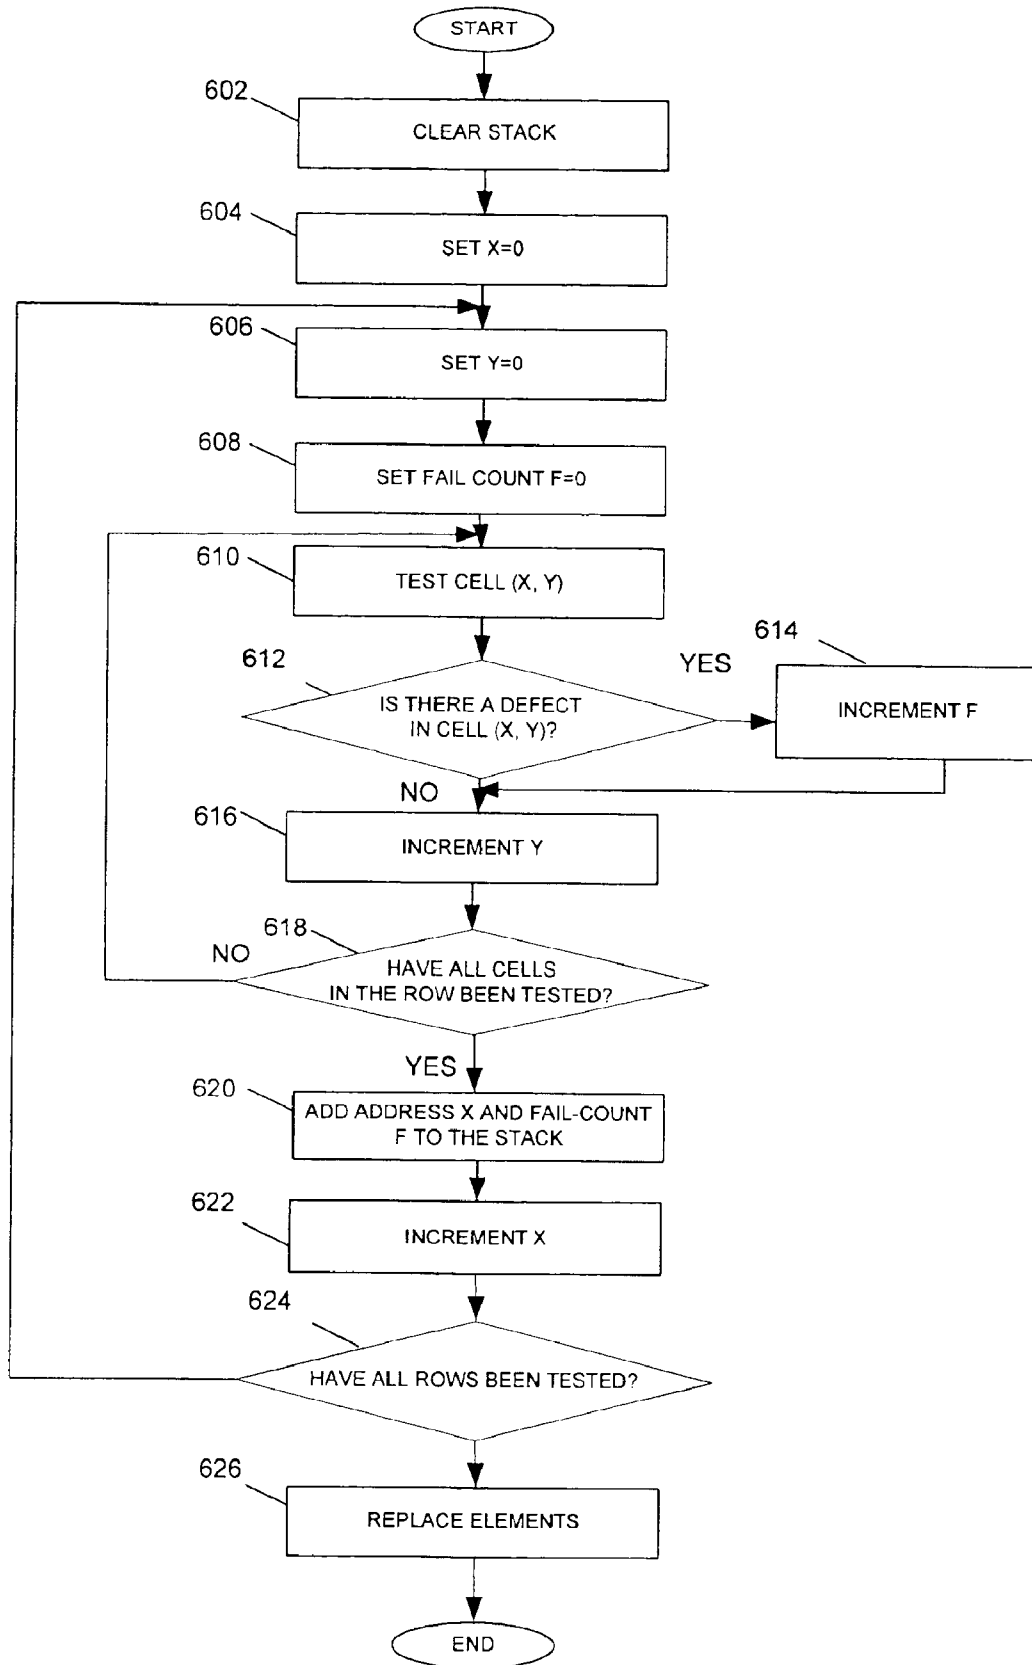 START
602
CLEAR STACK
604
SET X=0
606
SET Y=0
608
SET FAIL COUNT F=0
610
TEST CELL (X, Y)
612
IS THERE A DEFECT
IN CELL (X, Y)?
YES
614
INCREMENT F
NO
616
INCREMENT Y
618
NO
HAVE ALL CELLS
IN THE ROW BEEN TESTED?
YES
620
ADD ADDRESS X AND FAIL-COUNT
F TO THE STACK
622
INCREMENT X
624
HAVE ALL ROWS BEEN TESTED?
626
REPLACE ELEMENTS
END